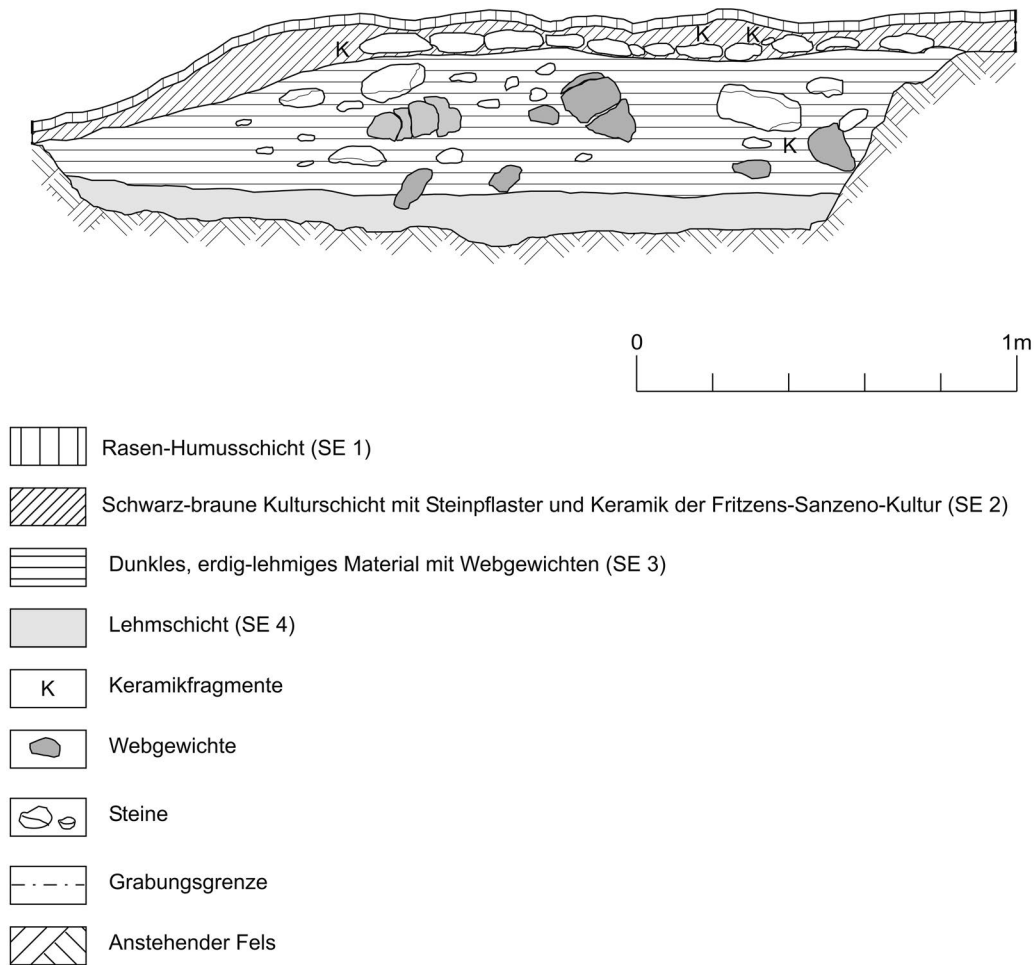 K
K
K
K
0
1m
Rasen-Humusschicht (SE 1)
Schwarz-braune Kulturschicht mit Steinpflaster und Keramik der Fritzens-Sanzeno-Kultur (SE 2)
Dunkles, erdig-lehmiges Material mit Webgewichten (SE 3)
Lehmschicht (SE 4)
K
Keramikfragmente
Webgewichte
Steine
Grabungsgrenze
Anstehender Fels